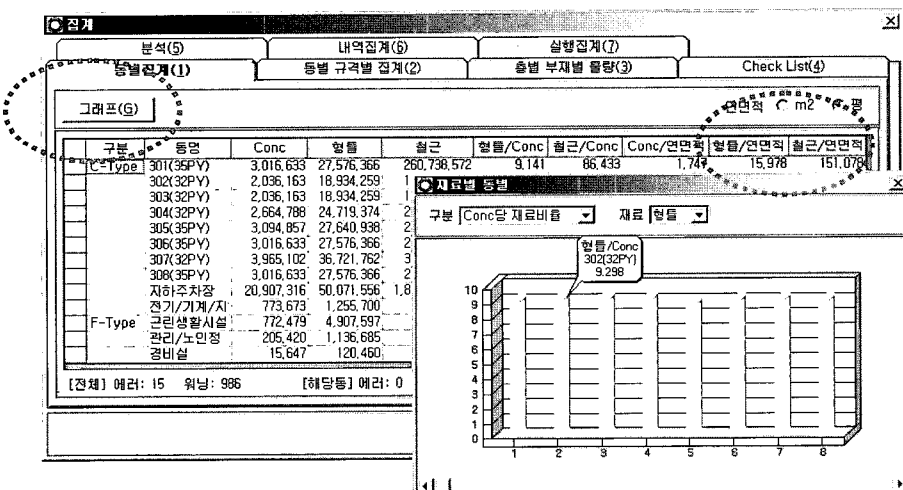 집계
분석(5) 내역집계(6) 실행집계(7)
동별집계(1) 동별 규격별 집계(2) 층별 부재별 물량(3) Check List(4)
그래프(G) 연면적 m2 평
구분 동명 Conc 형틀 철근 형틀/Conc 철근/Conc Conc/연면적 형틀/연면적 철근/연면적
C-Type 301(35PY) 3,016,633 27,576,366 260,738,572 9,141 86,433 1,747 15,978 151,078
302(32PY) 2,036,163 18,934,259 1
303(32PY) 2,036,163 18,934,259 1
304(32PY) 2,664,788 24,719,374 2
305(35PY) 3,094,857 27,640,938 2
306(35PY) 3,016,633 27,576,366 2
307(32PY) 3,965,102 36,721,762 3
308(35PY) 3,016,633 27,576,366 2
지하주차장 20,907,316 50,071,556 1,8
전기/기계/지 773,673 1,255,700
F-Type 근린생활시설 772,479 4,907,597
관리/노인정 205,420 1,136,685
경비실 15,647 120,460
[전체] 에러: 15 워닝: 986 [해당동] 에러: 0
재료별 동별
구분 Conc당 재료비율 재료 형틀
형틀/Conc
302(32PY)
9.298
10
9
8
7
6
5
4
3
2
1
0
1 2 3 4 5 6 7 8